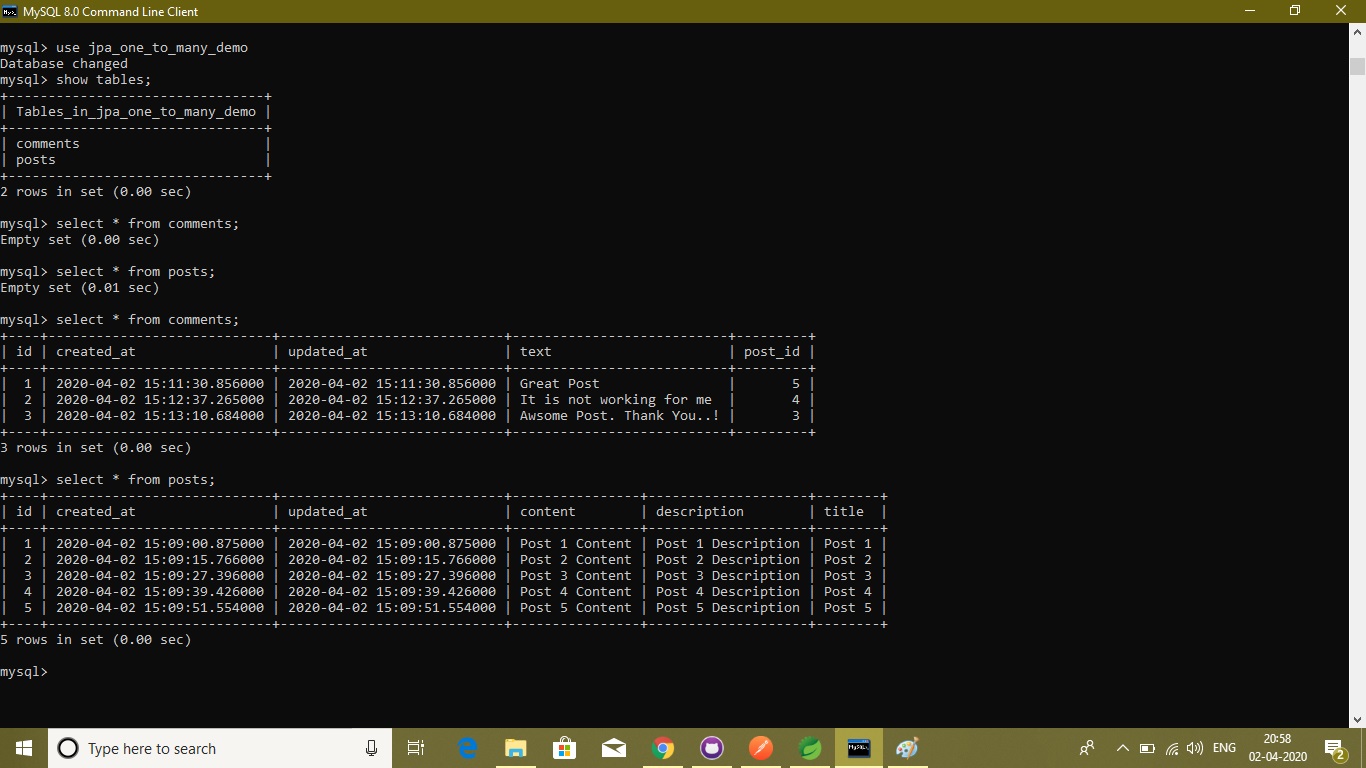 MySQL 8.0 Command Line Client
mysql> use jpa_one_to_many_demo
Database changed
mysql> show tables;
+--------------------------------+
| Tables_in_jpa_one_to_many_demo |
+--------------------------------+
| comments                       |
| posts                          |
+--------------------------------+
2 rows in set (0.00 sec)
mysql> select * from comments;
Empty set (0.00 sec)
mysql> select * from posts;
Empty set (0.01 sec)
mysql> select * from comments;
+----+----------------------------+----------------------------+---------------------------+---------+
| id | created_at                 | updated_at                 | text                      | post_id |
+----+----------------------------+----------------------------+---------------------------+---------+
|  1 | 2020-04-02 15:11:30.856000 | 2020-04-02 15:11:30.856000 | Great Post                |       5 |
|  2 | 2020-04-02 15:12:37.265000 | 2020-04-02 15:12:37.265000 | It is not working for me  |       4 |
|  3 | 2020-04-02 15:13:10.684000 | 2020-04-02 15:13:10.684000 | Awsome Post. Thank You..! |       3 |
+----+----------------------------+----------------------------+---------------------------+---------+
3 rows in set (0.00 sec)
mysql> select * from posts;
+----+----------------------------+----------------------------+----------------+--------------------+--------+
| id | created_at                 | updated_at                 | content        | description        | title  |
+----+----------------------------+----------------------------+----------------+--------------------+--------+
|  1 | 2020-04-02 15:09:00.875000 | 2020-04-02 15:09:00.875000 | Post 1 Content | Post 1 Description | Post 1 |
|  2 | 2020-04-02 15:09:15.766000 | 2020-04-02 15:09:15.766000 | Post 2 Content | Post 2 Description | Post 2 |
|  3 | 2020-04-02 15:09:27.396000 | 2020-04-02 15:09:27.396000 | Post 3 Content | Post 3 Description | Post 3 |
|  4 | 2020-04-02 15:09:39.426000 | 2020-04-02 15:09:39.426000 | Post 4 Content | Post 4 Description | Post 4 |
|  5 | 2020-04-02 15:09:51.554000 | 2020-04-02 15:09:51.554000 | Post 5 Content | Post 5 Description | Post 5 |
+----+----------------------------+----------------------------+----------------+--------------------+--------+
5 rows in set (0.00 sec)
mysql>
Type here to search
MySQL
ENG
20:58
02-04-2020
2